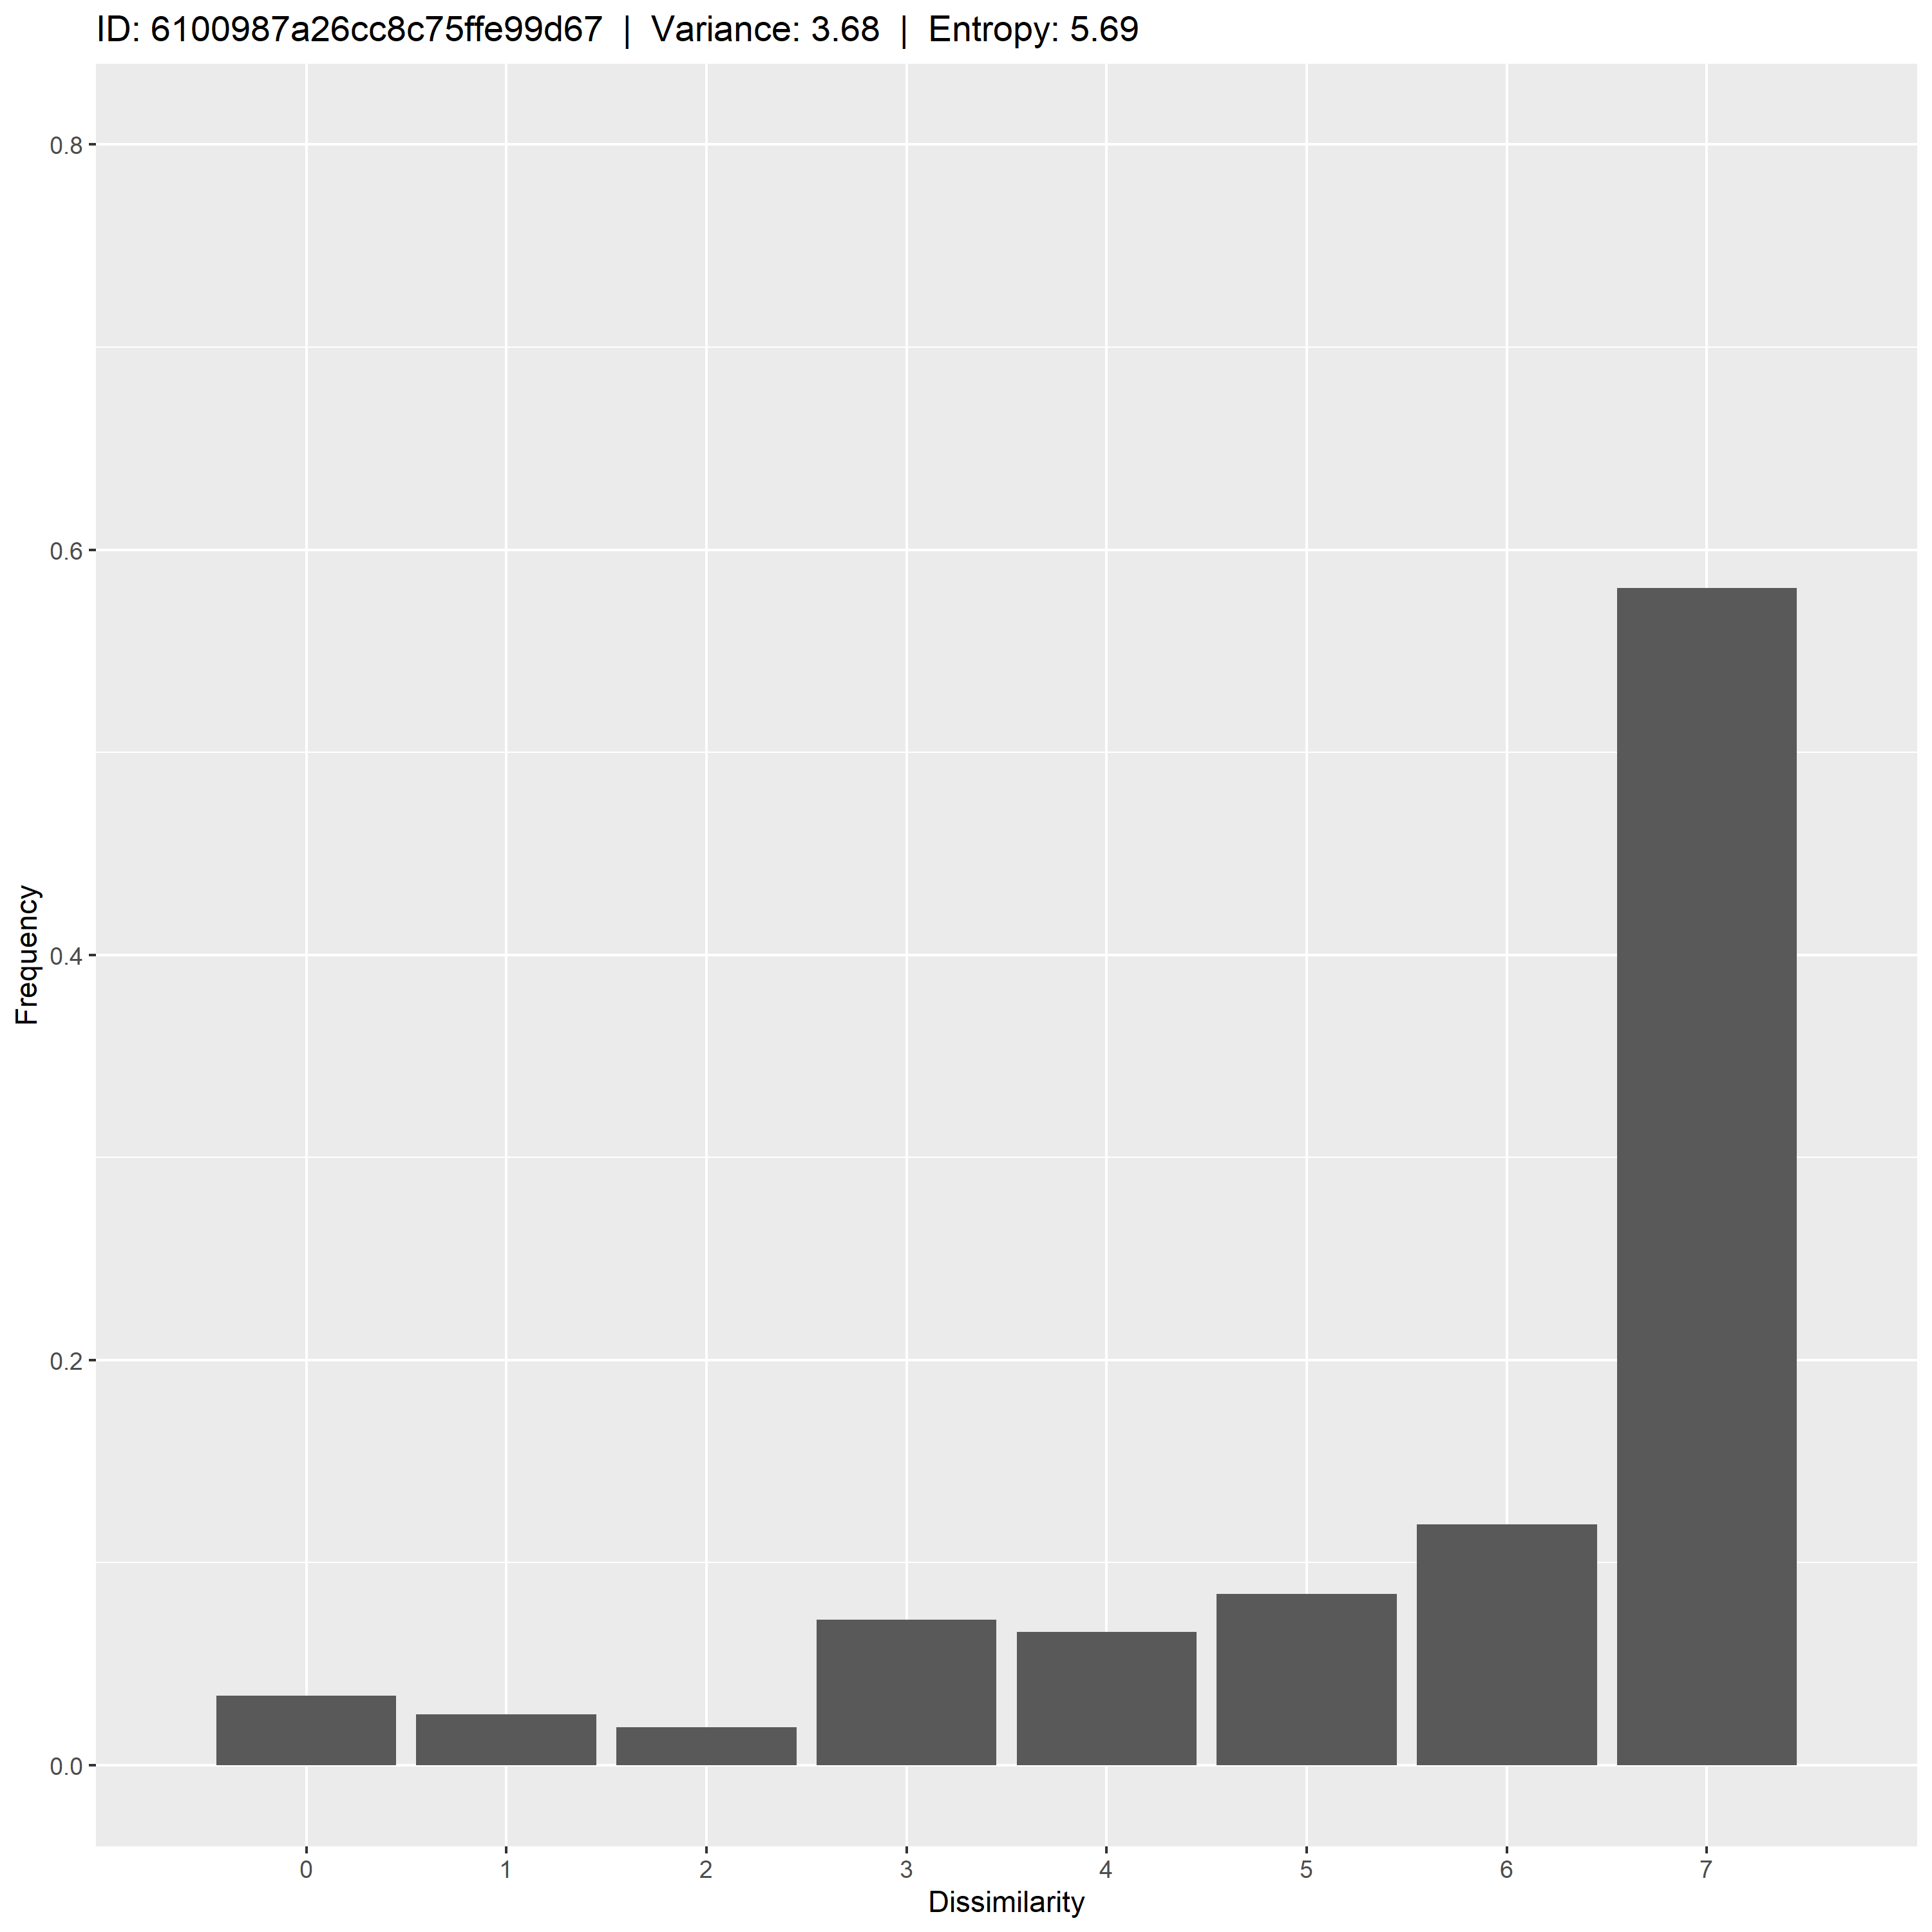 ID: 6100987a26cc8c75ffe99d67  |  Variance: 3.68  |  Entropy: 5.69
0.8
0.6
0.4
0.2
0.0
Frequency
0 1 2 3 4 5 6 7
Dissimilarity